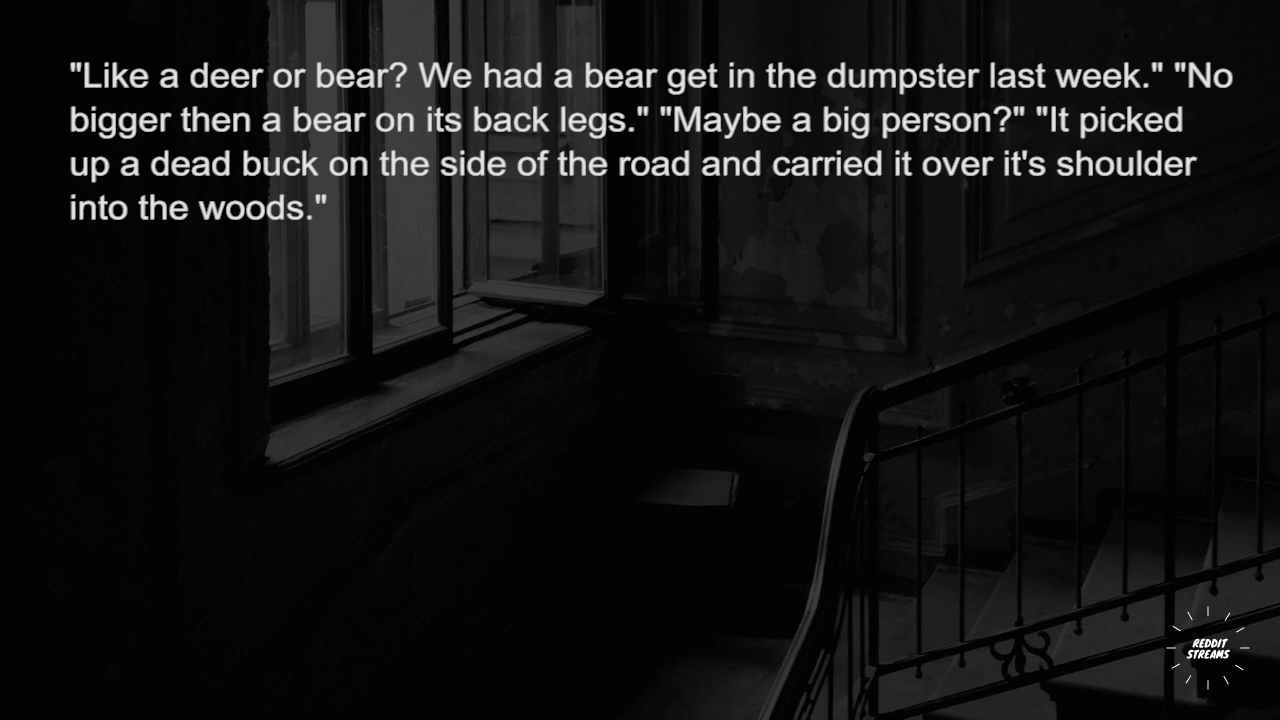 "Like a deer or bear? We had a bear get in the dumpster last week." "No
bigger then a bear on its back legs." "Maybe a big person?" "It picked
up a dead buck on the side of the road and carried it over it's shoulder
into the woods."
REDDIT
STREAMS